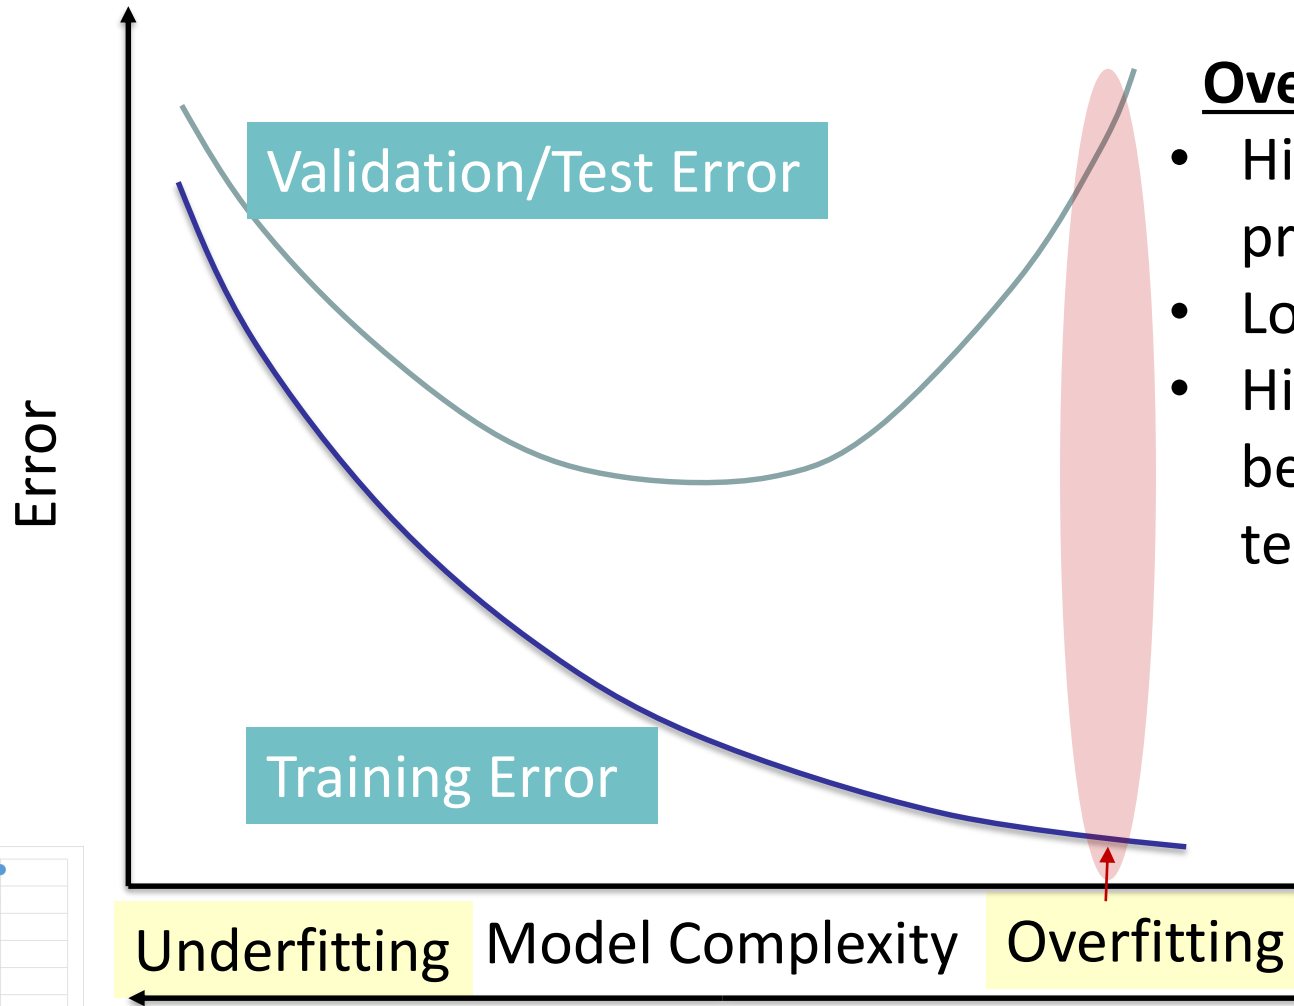 Validation/Test Error
Error
Training Error
Underfitting Model Complexity Overfitting
• 
• 
•